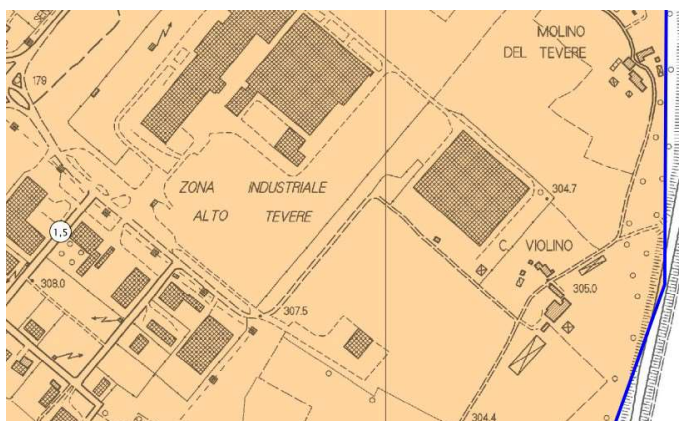 MOLINO
DEL TEVERE
179
ZONA INDUSTRIALE
ALTO TEVERE
304.7
1,5
C. VIOLINO
308.0
305.0
307.5
304.4